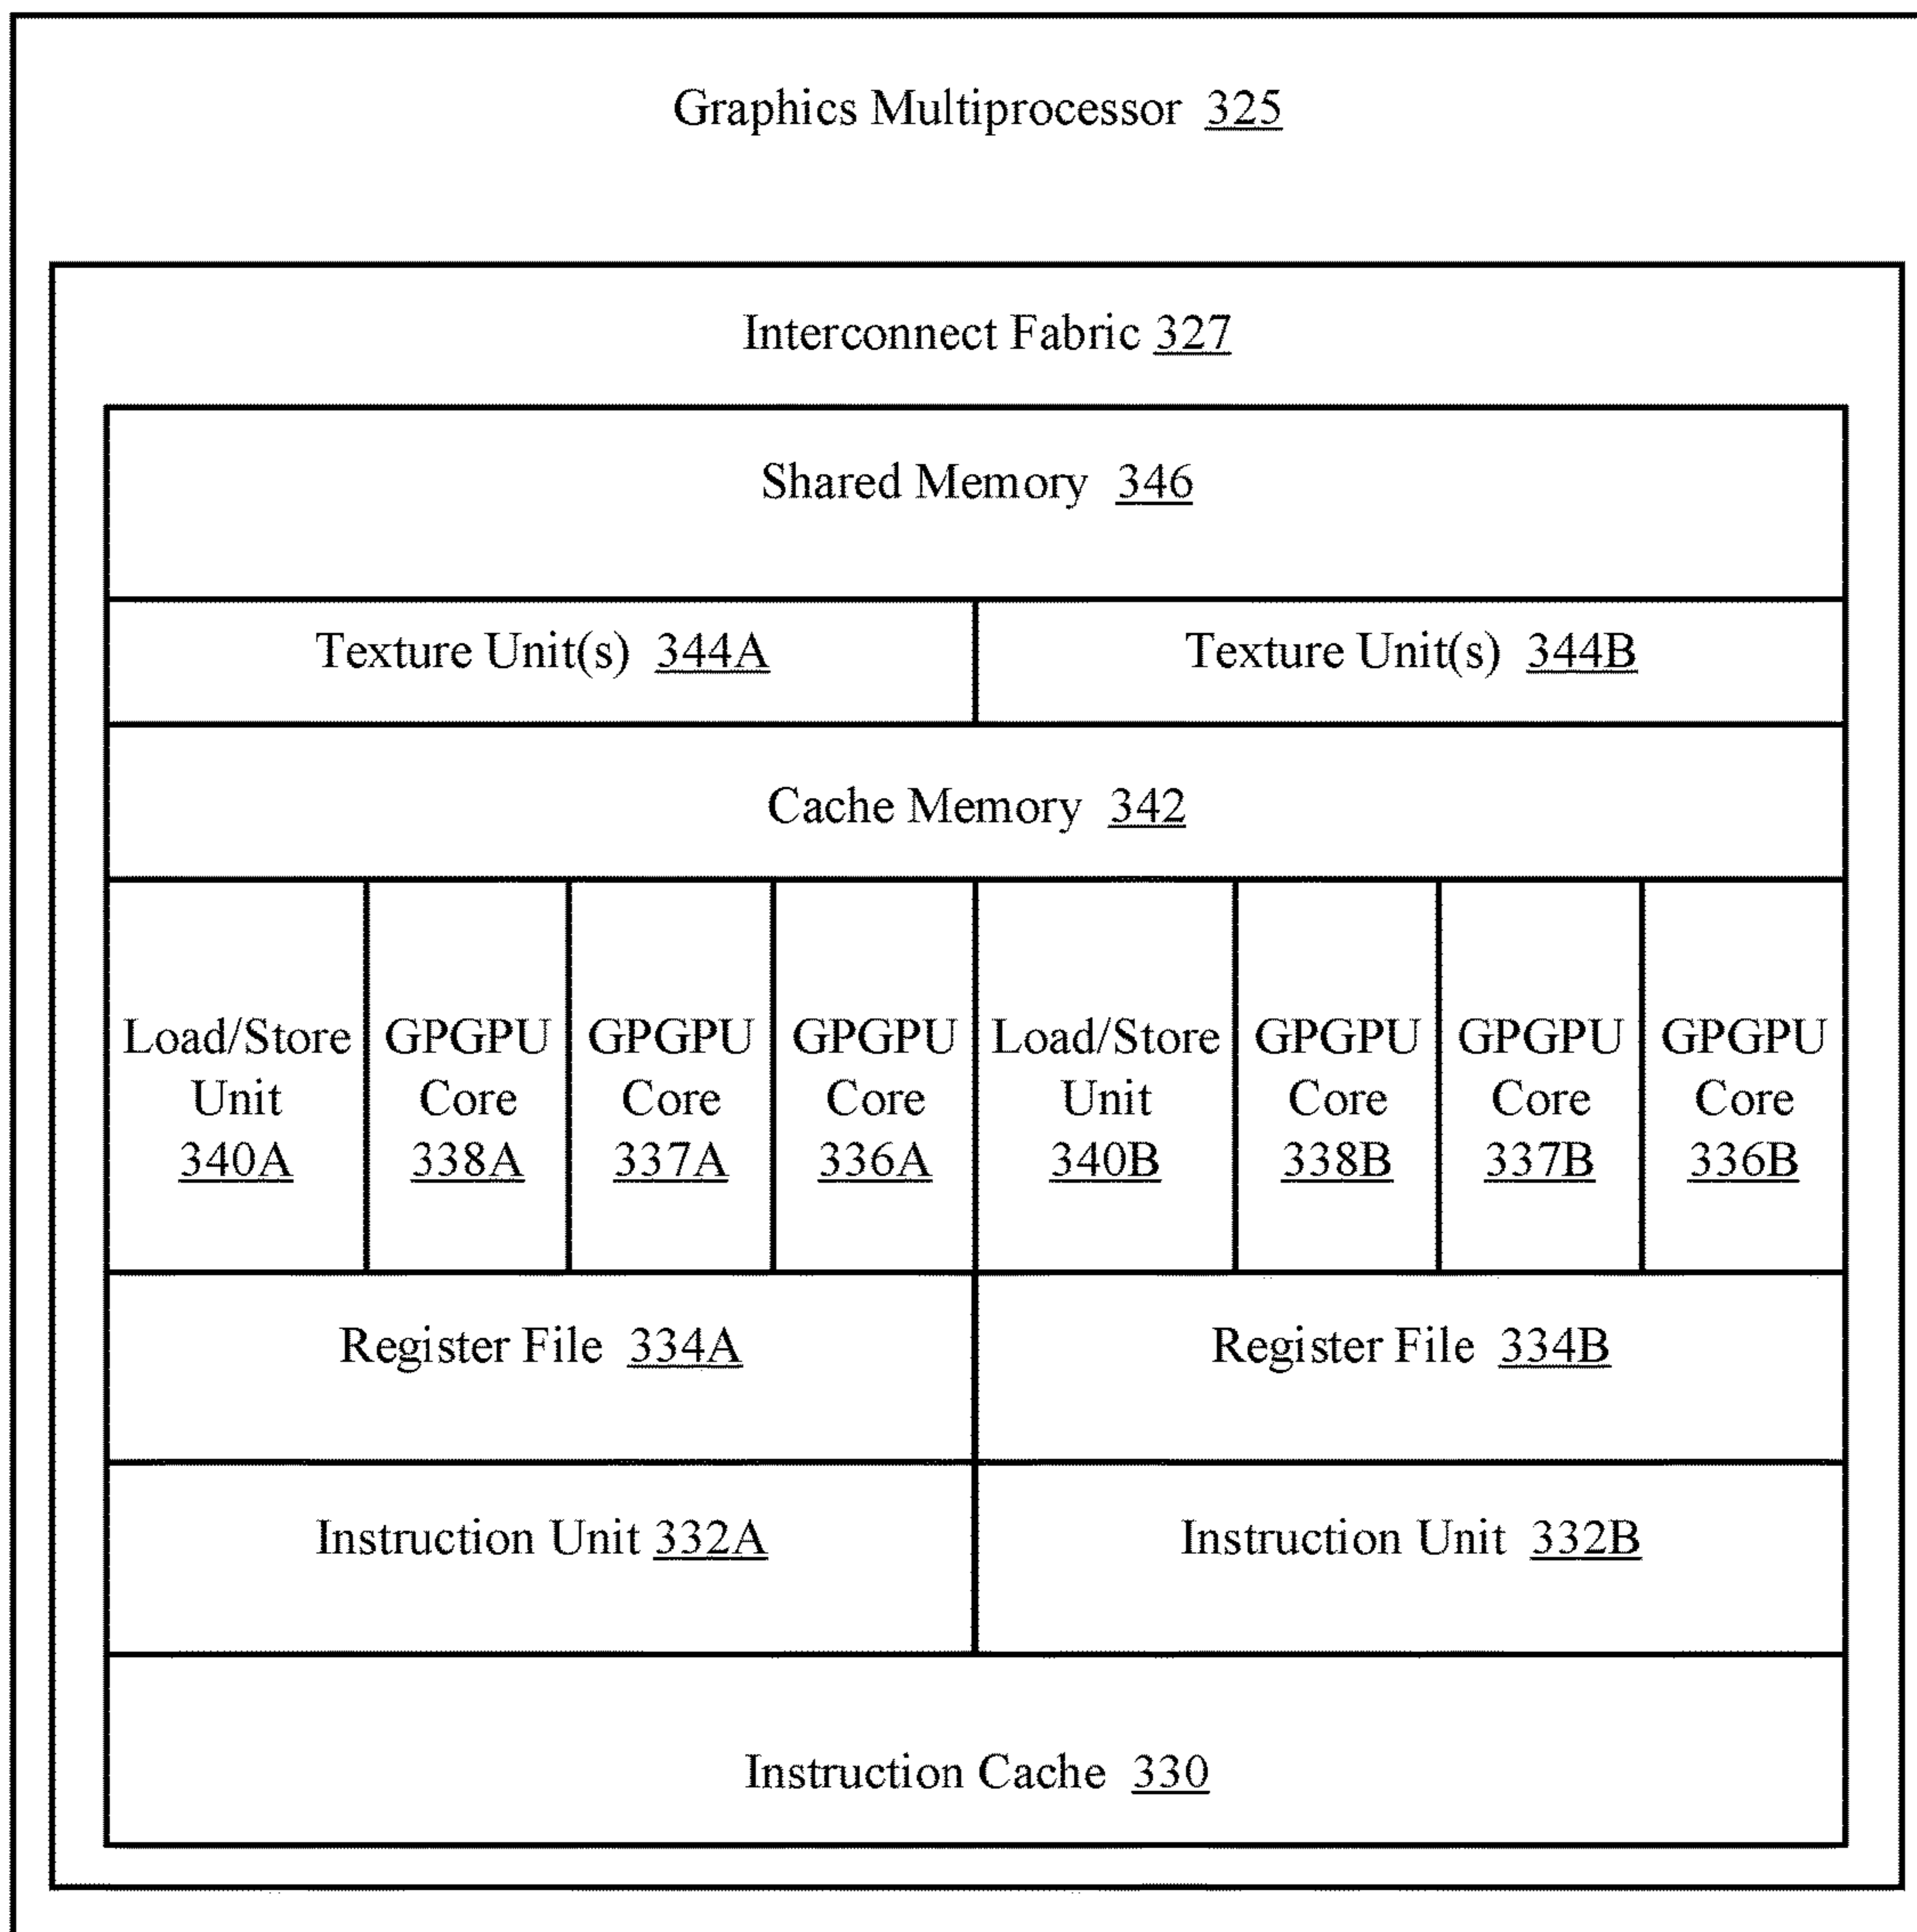 Graphics Multiprocessor 325
Interconnect Fabric 327
Shared Memory 346
Texture Unit(s) 344A
Texture Unit(s) 344B
Cache Memory 342
Load/Store
Unit
340A
GPGPU
Core
338A
GPGPU
Core
337A
GPGPU
Core
336A
Load/Store
Unit
340B
GPGPU
Core
338B
GPGPU
Core
337B
GPGPU
Core
336B
Register File 334A
Register File 334B
Instruction Unit 332A
Instruction Unit 332B
Instruction Cache 330